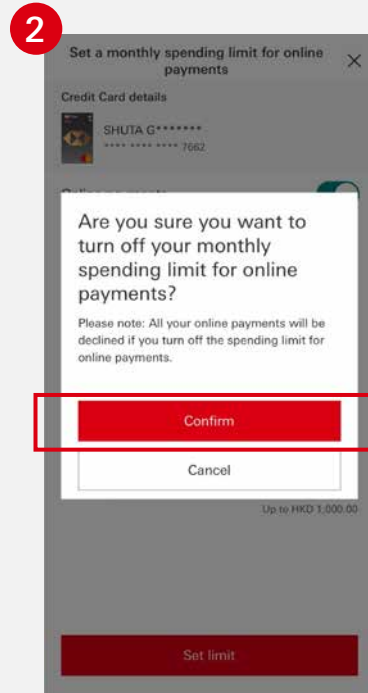 2
Set a monthly spending limit for online
payments
Credit Card details
SHUTA G*******
**** **** **** 7662
Online payments
Are you sure you want to
turn off your monthly
spending limit for online
payments?
Please note: All your online payments will be
declined if you turn off the spending limit for
online payments.
Confirm
Cancel
Up to HKD 1,000.00
Set limit